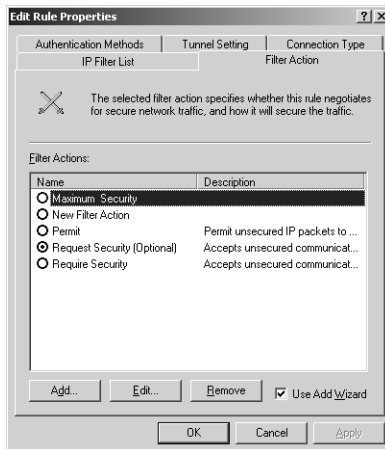 Edit Rule Properties
Authentication Methods Tunnel Setting Connection Type
IP Filter List Filter Action
The selected filter action specifies whether this rule negotiates
for secure network traffic, and how it will secure the traffic.
Filter Actions:
Name Description
Maximum Security
New Filter Action
Permit Permit unsecured IP packets to ...
Request Security (Optional) Accepts unsecured communicat...
Require Security Accepts unsecured communicat...
Add... Edit... Remove Use Add Wizard
OK Cancel Apply